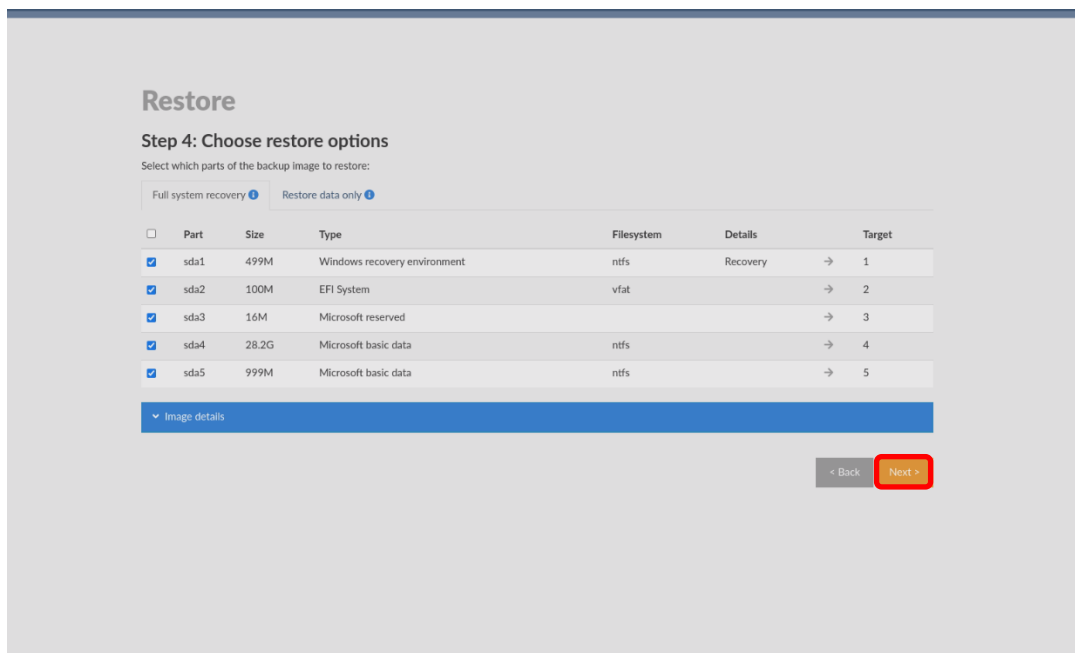 Restore
Step 4: Choose restore options
Select which parts of the backup image to restore:
Full system recovery Restore data only
Part Size Type Filesystem Details Target
sda1 499M Windows recovery environment ntfs Recovery → 1
sda2 100M EFI System vfat → 2
sda3 16M Microsoft reserved → 3
sda4 28.2G Microsoft basic data ntfs → 4
sda5 999M Microsoft basic data ntfs → 5
Image details
< Back Next >